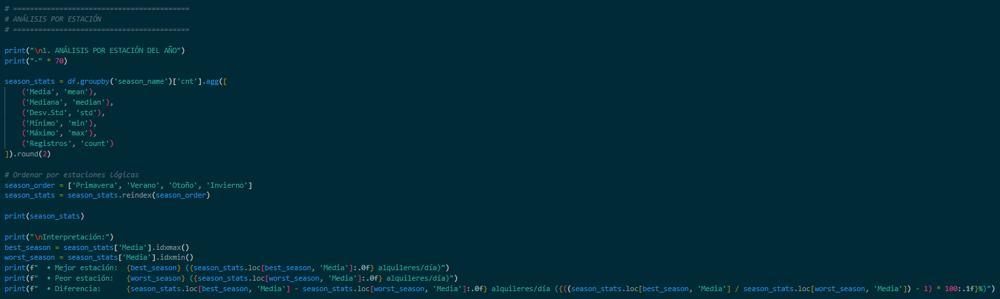 # ==========================================
# ANÁLISIS POR ESTACIÓN
# ==========================================
print("\n1. ANÁLISIS POR ESTACIÓN DEL AÑO")
print("-" * 70)
season_stats = df.groupby('season_name')['cnt'].agg([
    ('Media', 'mean'),
    ('Mediana', 'median'),
    ('Desv.Std', 'std'),
    ('Mínimo', 'min'),
    ('Máximo', 'max'),
    ('Registros', 'count')
]).round(2)
# Ordenar por estaciones lógicas
season_order = ['Primavera', 'Verano', 'Otoño', 'Invierno']
season_stats = season_stats.reindex(season_order)
print(season_stats)
print("\nInterpretación:")
best_season = season_stats['Media'].idxmax()
worst_season = season_stats['Media'].idxmin()
print(f"  • Mejor estación:  {best_season} ({season_stats.loc[best_season, 'Media']:.0f} alquileres/día)")
print(f"  • Peor estación:   {worst_season} ({season_stats.loc[worst_season, 'Media']:.0f} alquileres/día)")
print(f"  • Diferencia:      {season_stats.loc[best_season, 'Media'] - season_stats.loc[worst_season, 'Media']:.0f} alquileres/día ({((season_stats.loc[best_season, 'Media'] / season_stats.loc[worst_season, 'Media']) - 1) * 100:.1f}%)")